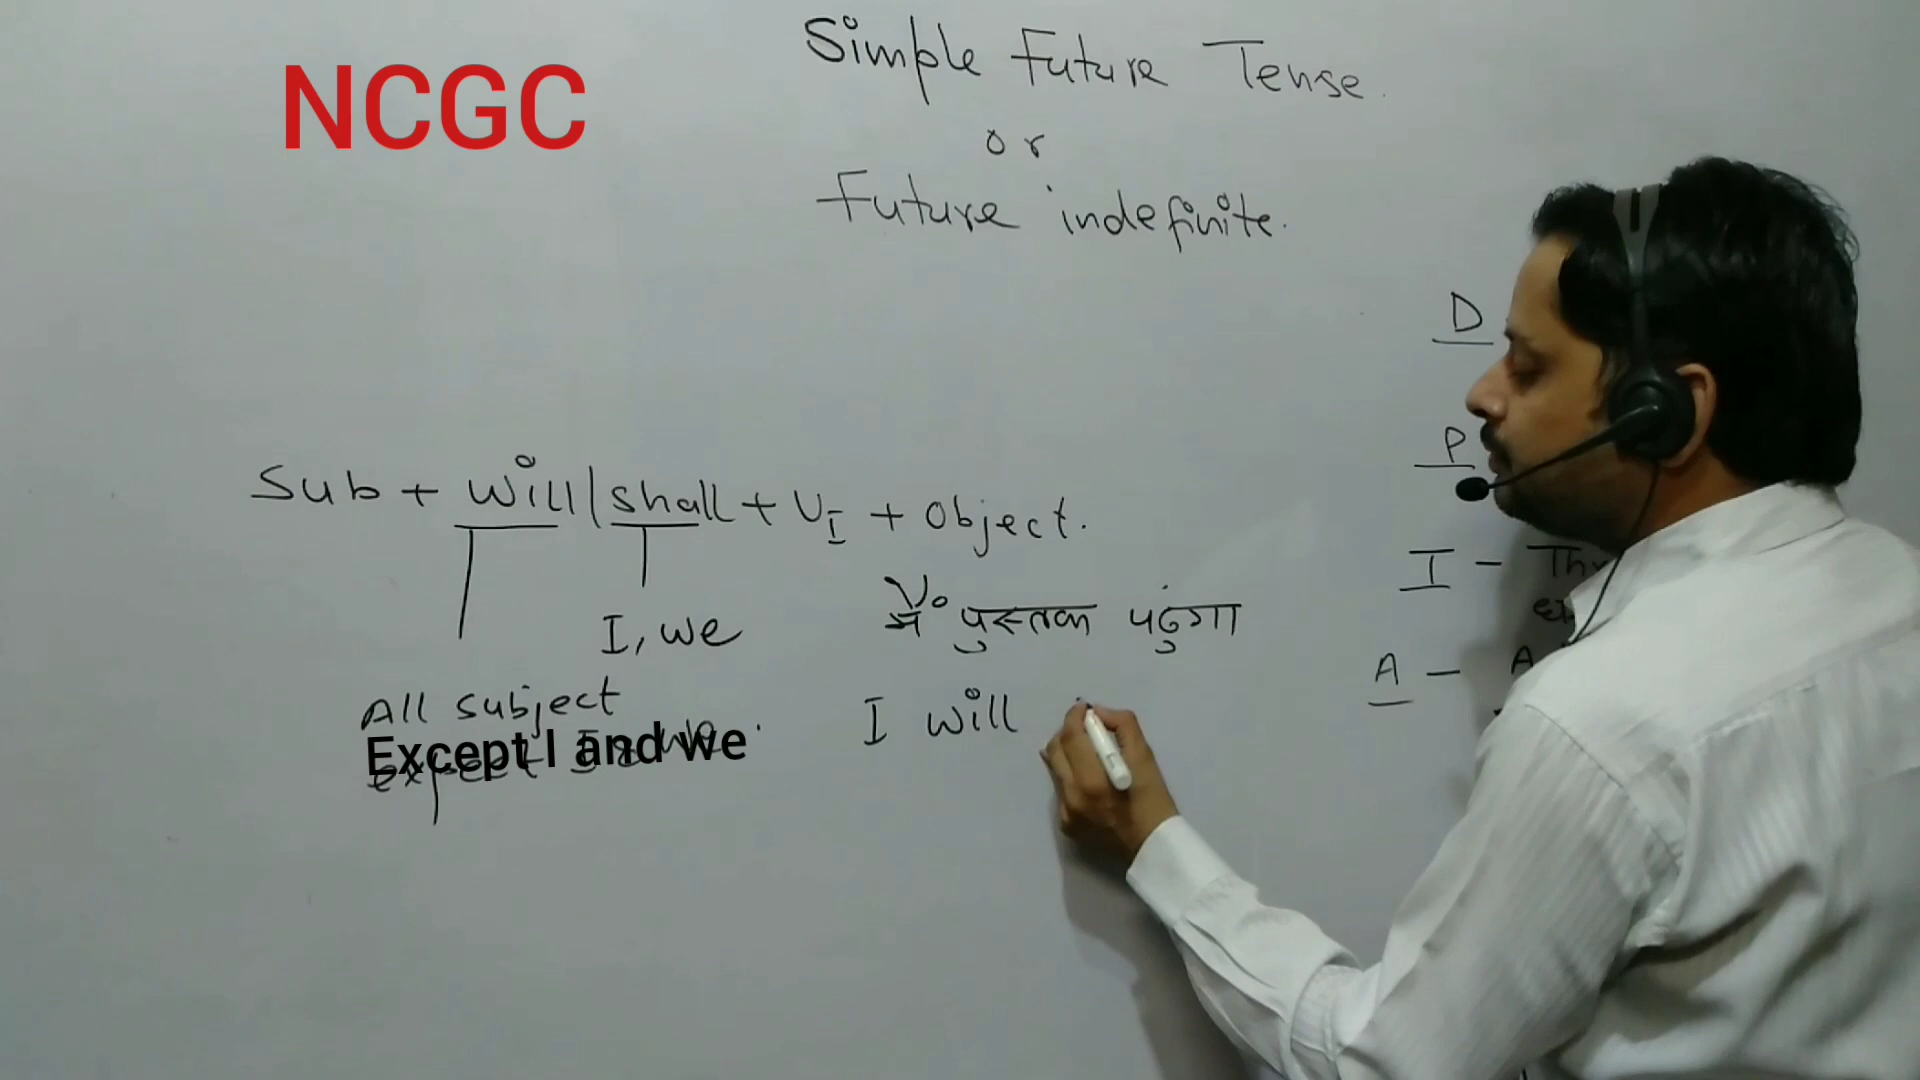 NCGC
Simple Future Tense.
or
Future indefinite.
D
P
Sub + will/shall + VI + Object.
I -
I, we
मैं पुस्तक पढुंगा
A - A
All subject
Except I and we
I will